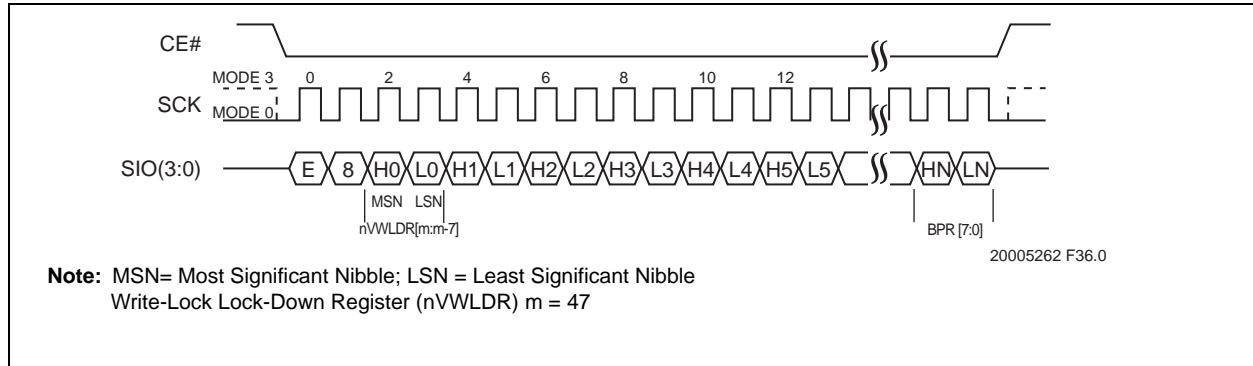 CE#
MODE 3 0 2 4 6 8 10 12
SCK
MODE 0
SIO(3:0) E 8 H0 L0 H1 L1 H2 L2 H3 L3 H4 L4 H5 L5 HN LN
MSN LSN
nVWLDR[m:m-7] BPR [7:0]
20005262 F36.0
Note: MSN= Most Significant Nibble; LSN = Least Significant Nibble
Write-Lock Lock-Down Register (nVWLDR) m = 47